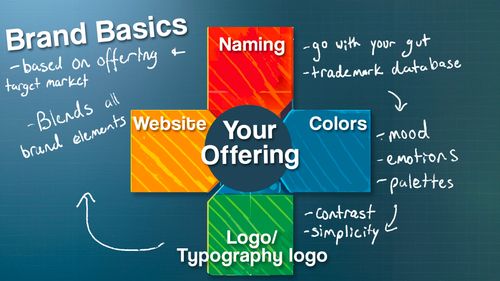 Brand Basics
-based on offering
target market
-Blends all
brand elements
Naming
-go with your gut
-trademark database
Website
Your
Offering
Colors
-mood
-emotions
-palettes
-contrast
-simplicity
Logo/
Typography logo